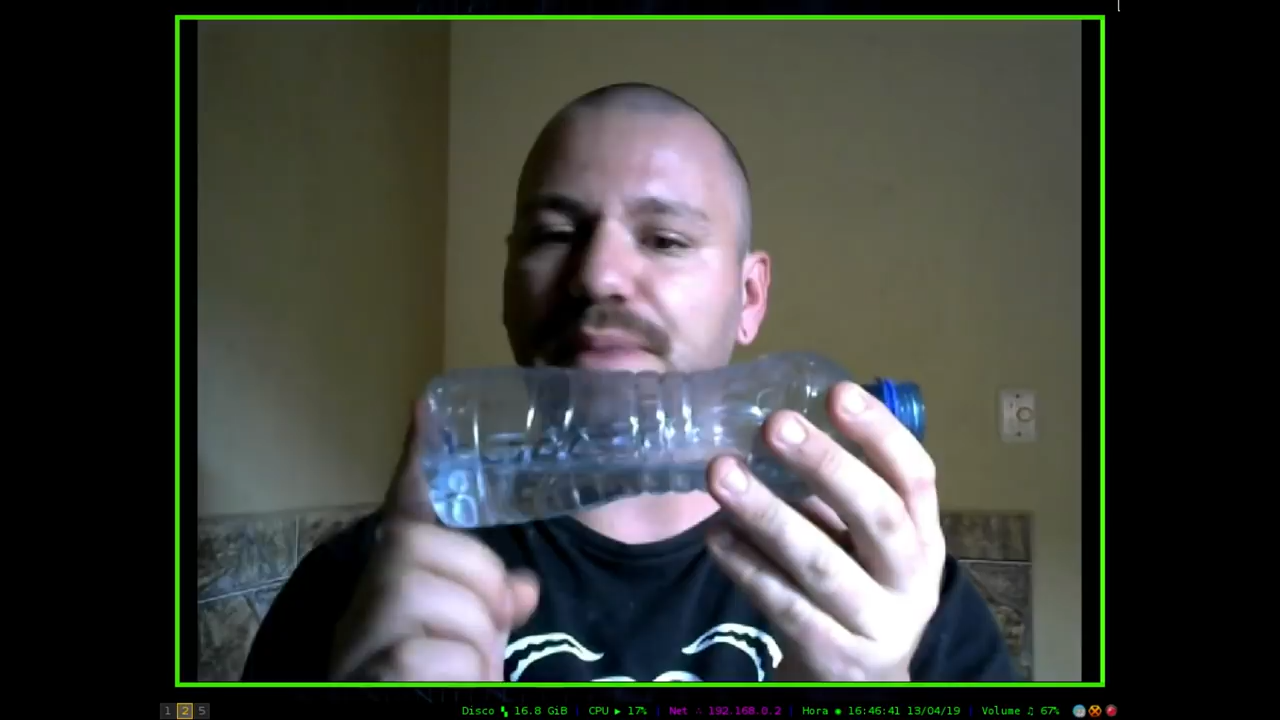 1 2 5 Disco 16.8 GiB | CPU ▶ 17% | Net ∴ 192.168.0.2 | Hora ◉ 16:46:41 13/04/19 | Volume ♫ 67%